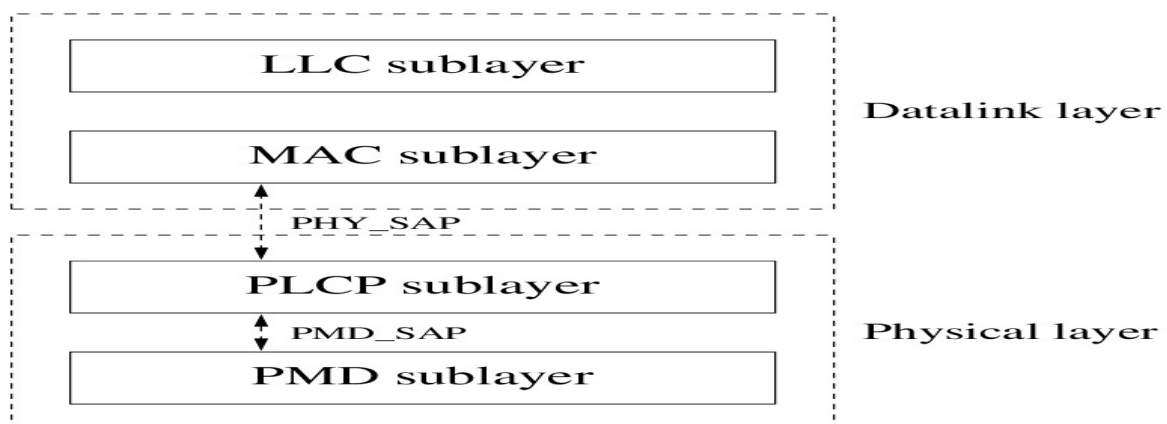 LLC sublayer
Datalink layer
MAC sublayer
PHY_SAP
PLCP sublayer
PMD_SAP
Physical layer
PMD sublayer